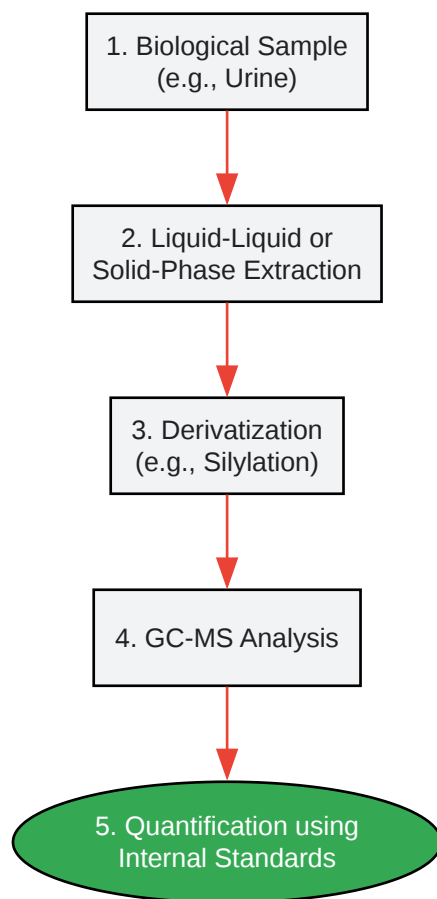 1. Biological Sample
(e.g., Urine)
2. Liquid-Liquid or
Solid-Phase Extraction
3. Derivatization
(e.g., Silylation)
4. GC-MS Analysis
5. Quantification using
Internal Standards